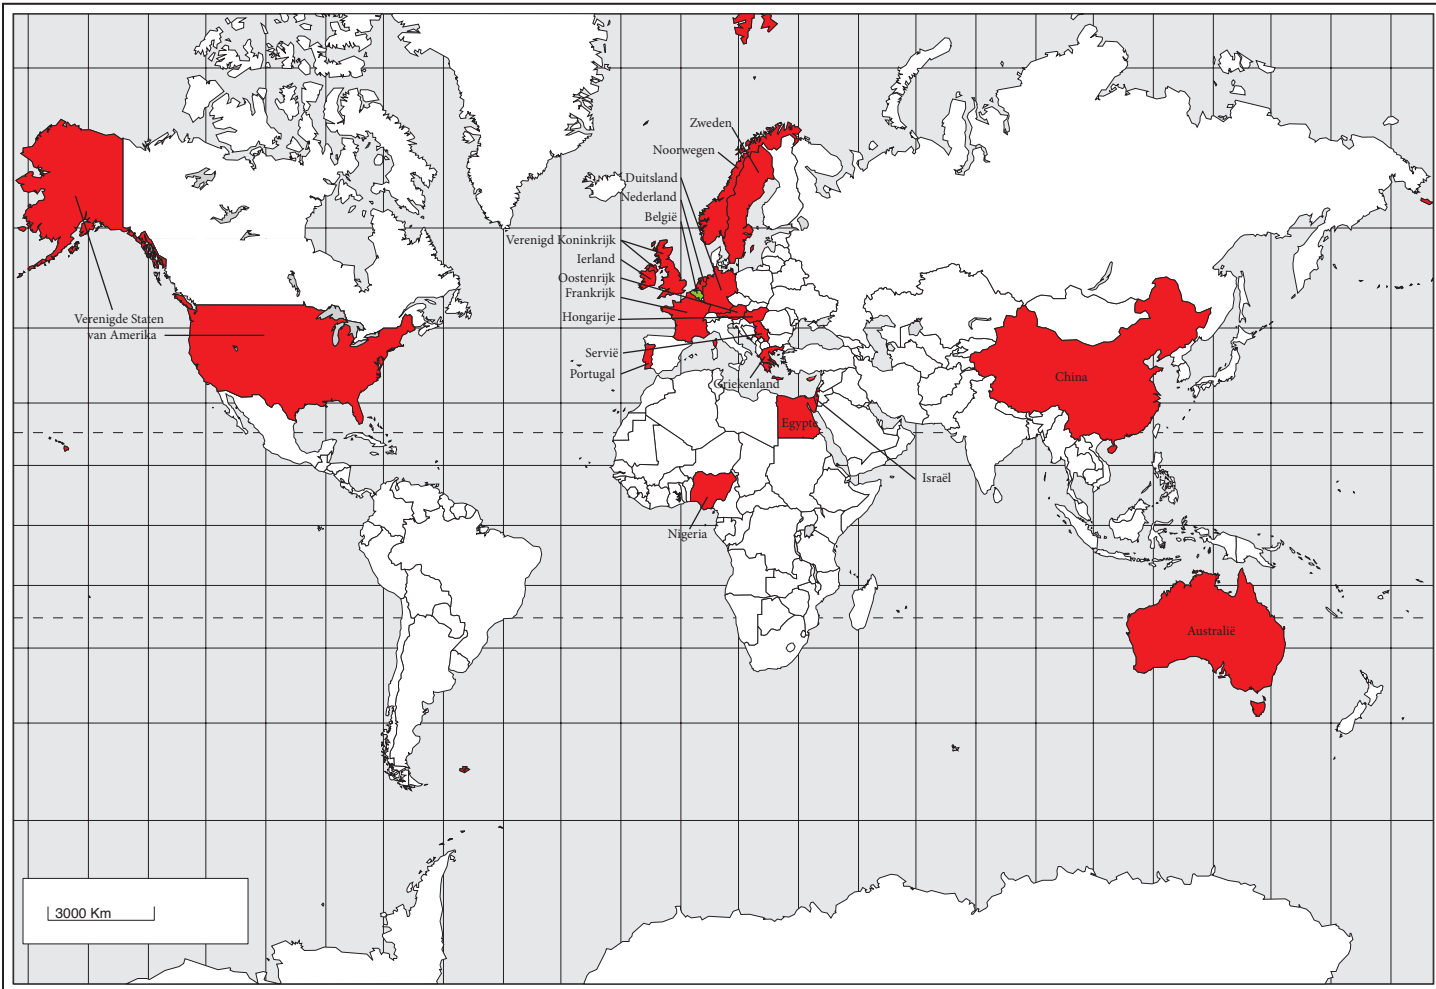 Zweden
Noorwegen
Duitsland
Nederland
België
Verenigd Koninkrijk
Ierland
Oostenrijk
Frankrijk
Hongarije
Verenigde Staten
van Amerika
Servië
Portugal
Griekenland
China
Egypte
Israël
Nigeria
Australië
3000 Km